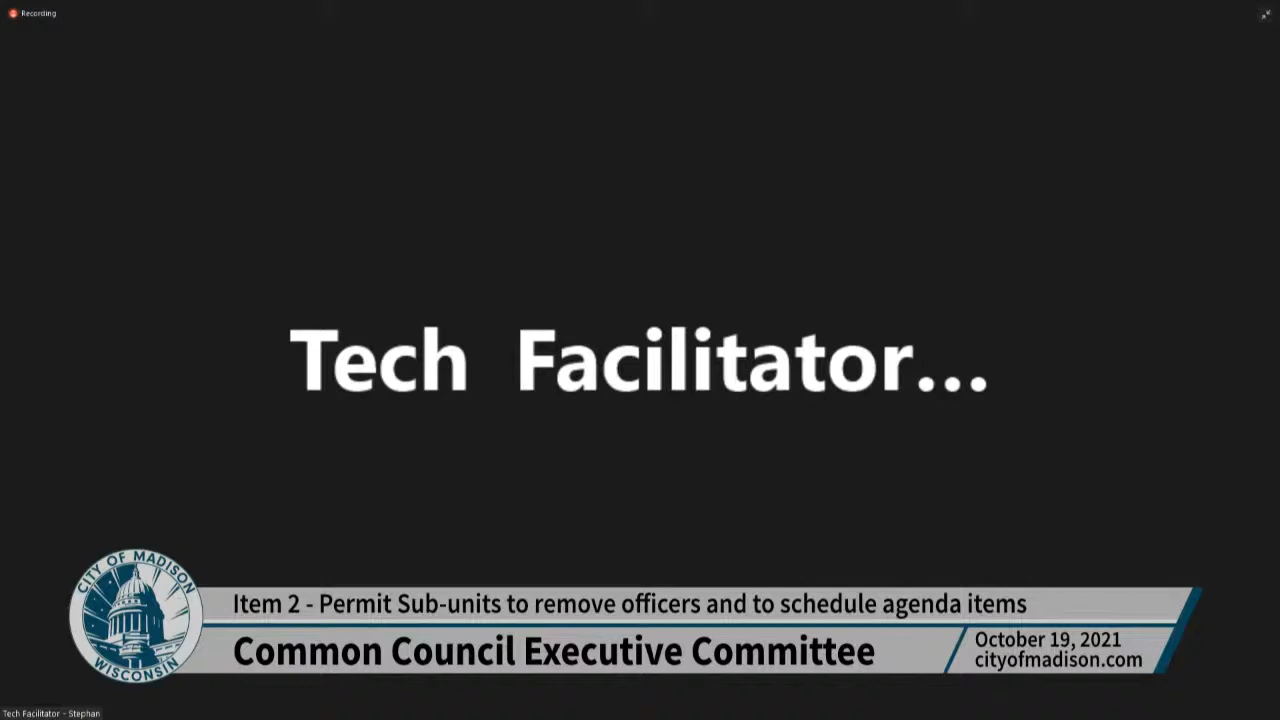 Recording
Tech Facilitator...
CITY OF MADISON
WISCONSIN
Item 2 - Permit Sub-units to remove officers and to schedule agenda items
Common Council Executive Committee
October 19, 2021
cityofmadison.com
Tech Facilitator - Stephan